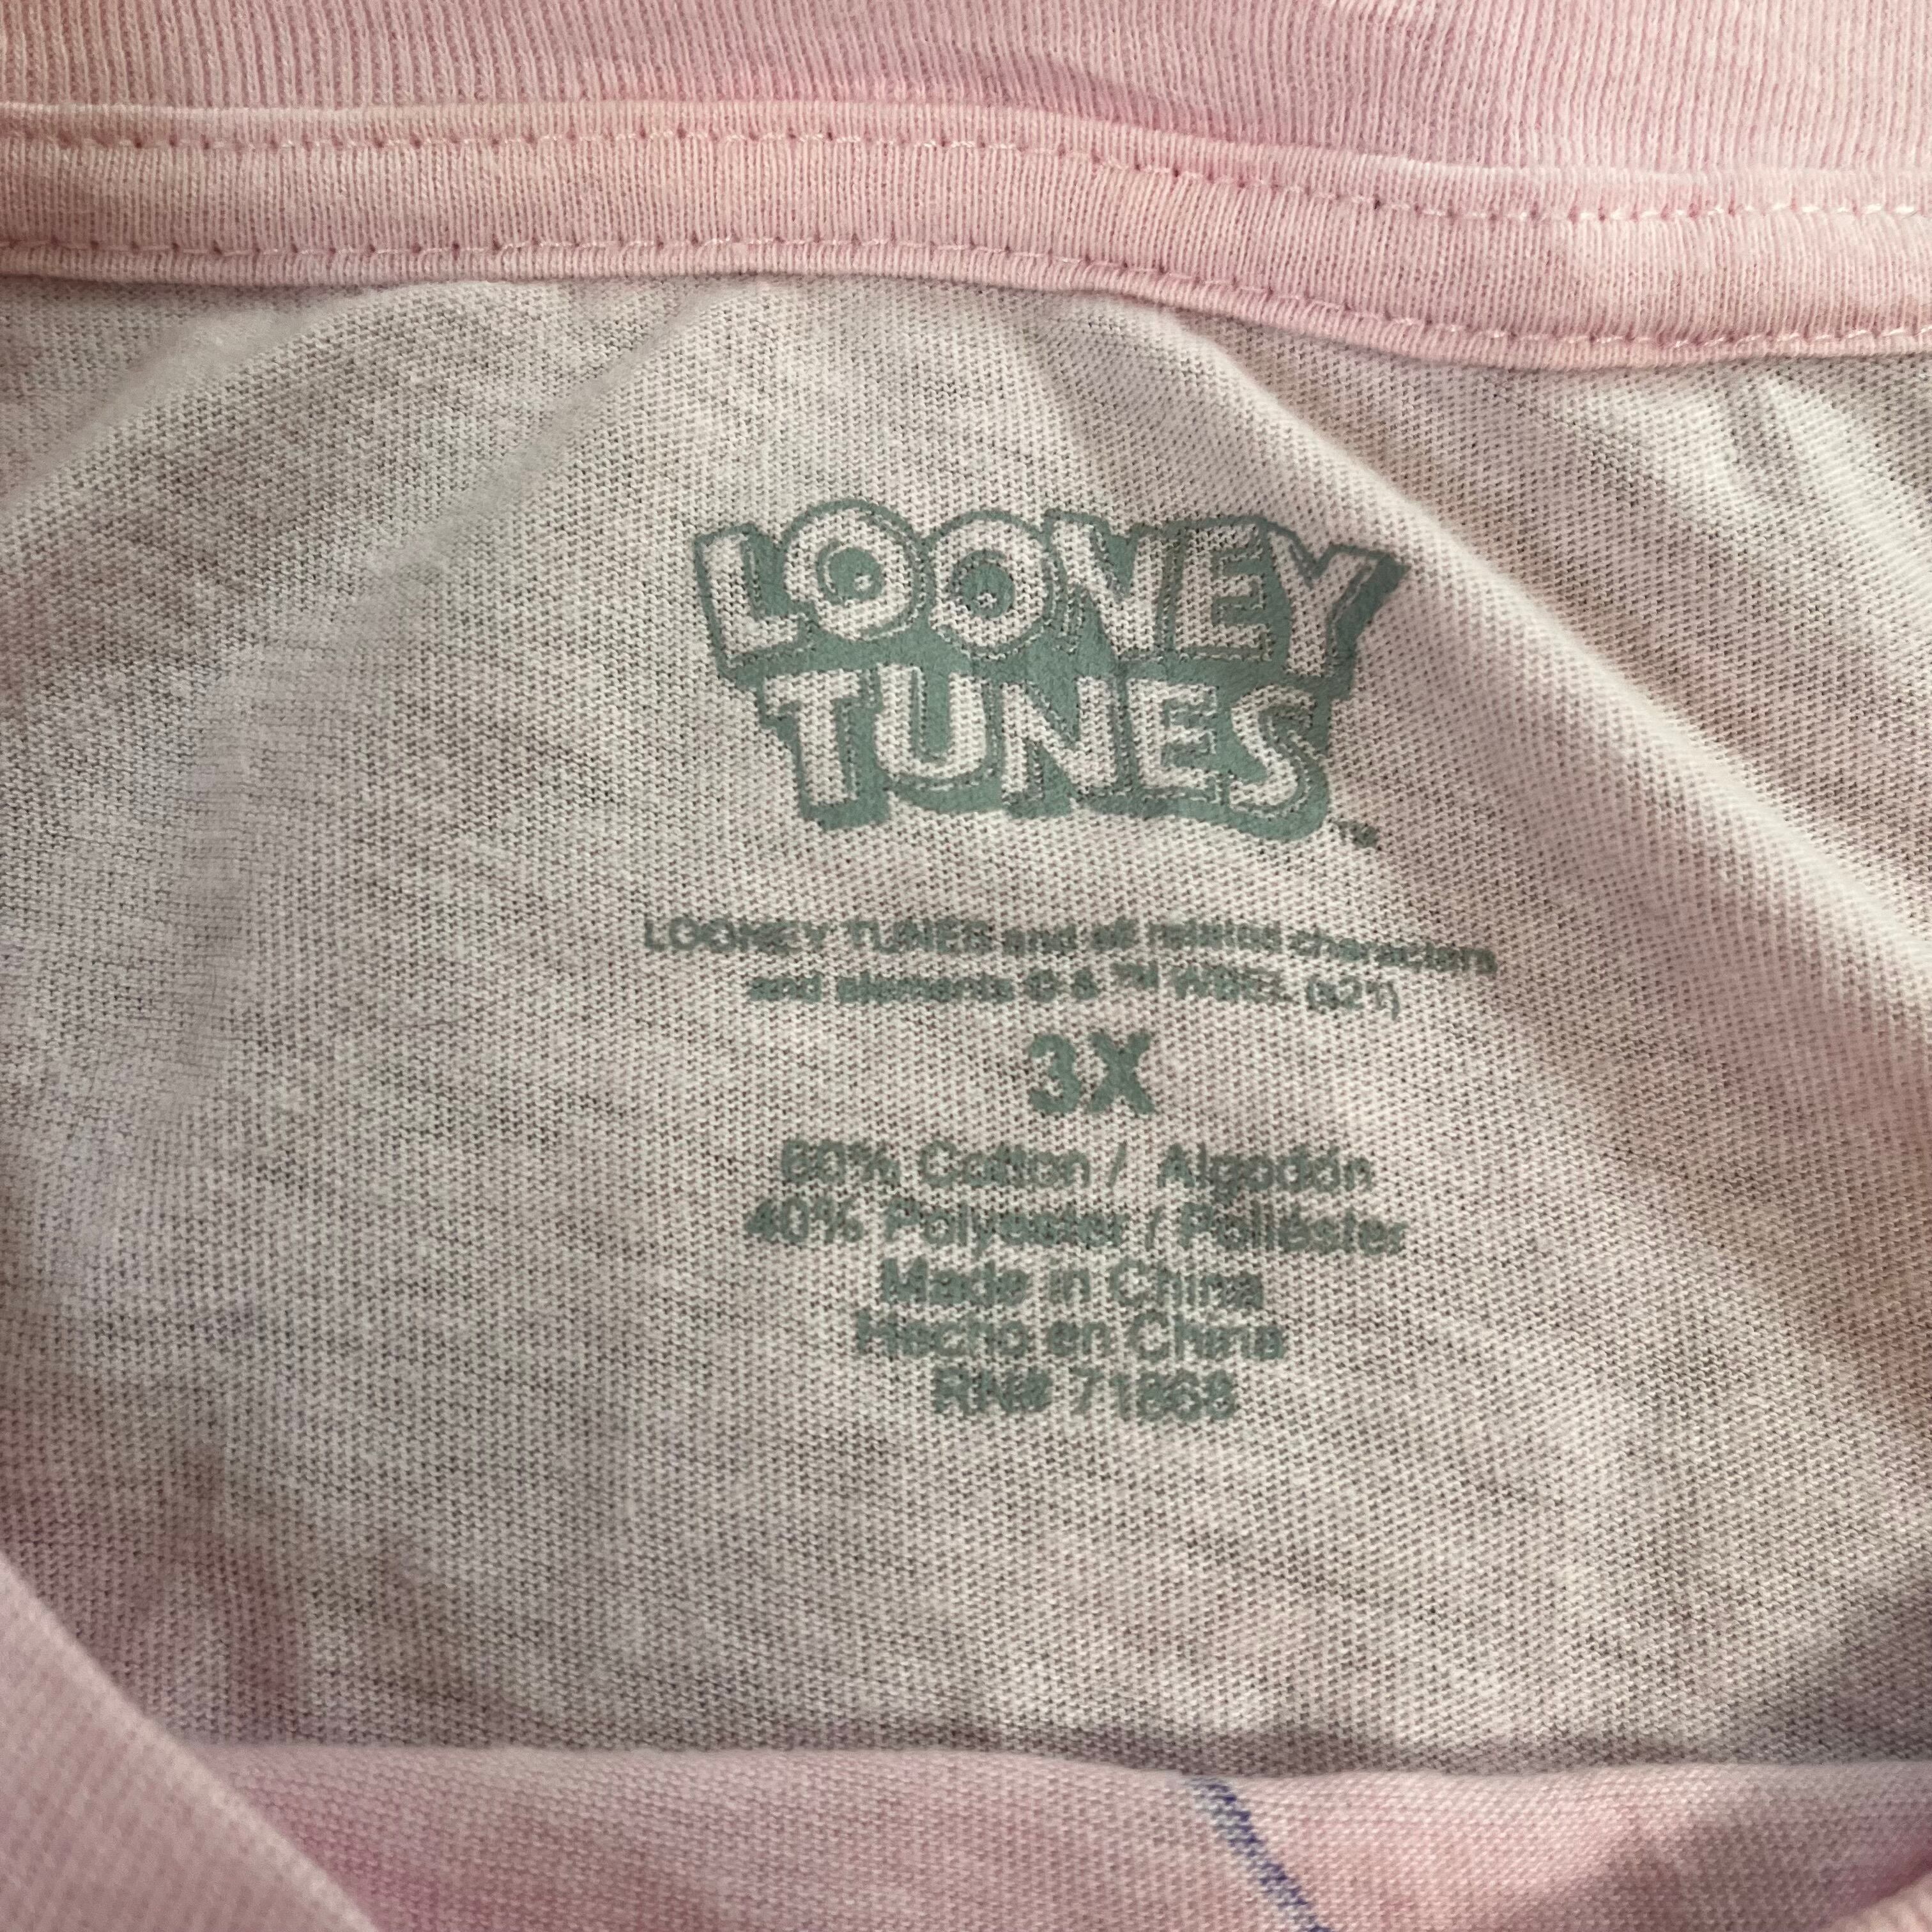 LOONEY
TUNES
™
LOONEY TUNES and all related characters
and elements © & ™ WBEI. (s21)
3X
60% Cotton / Algodón
40% Polyester / Poliéster
Made in China
Hecho en China
RN# 71868